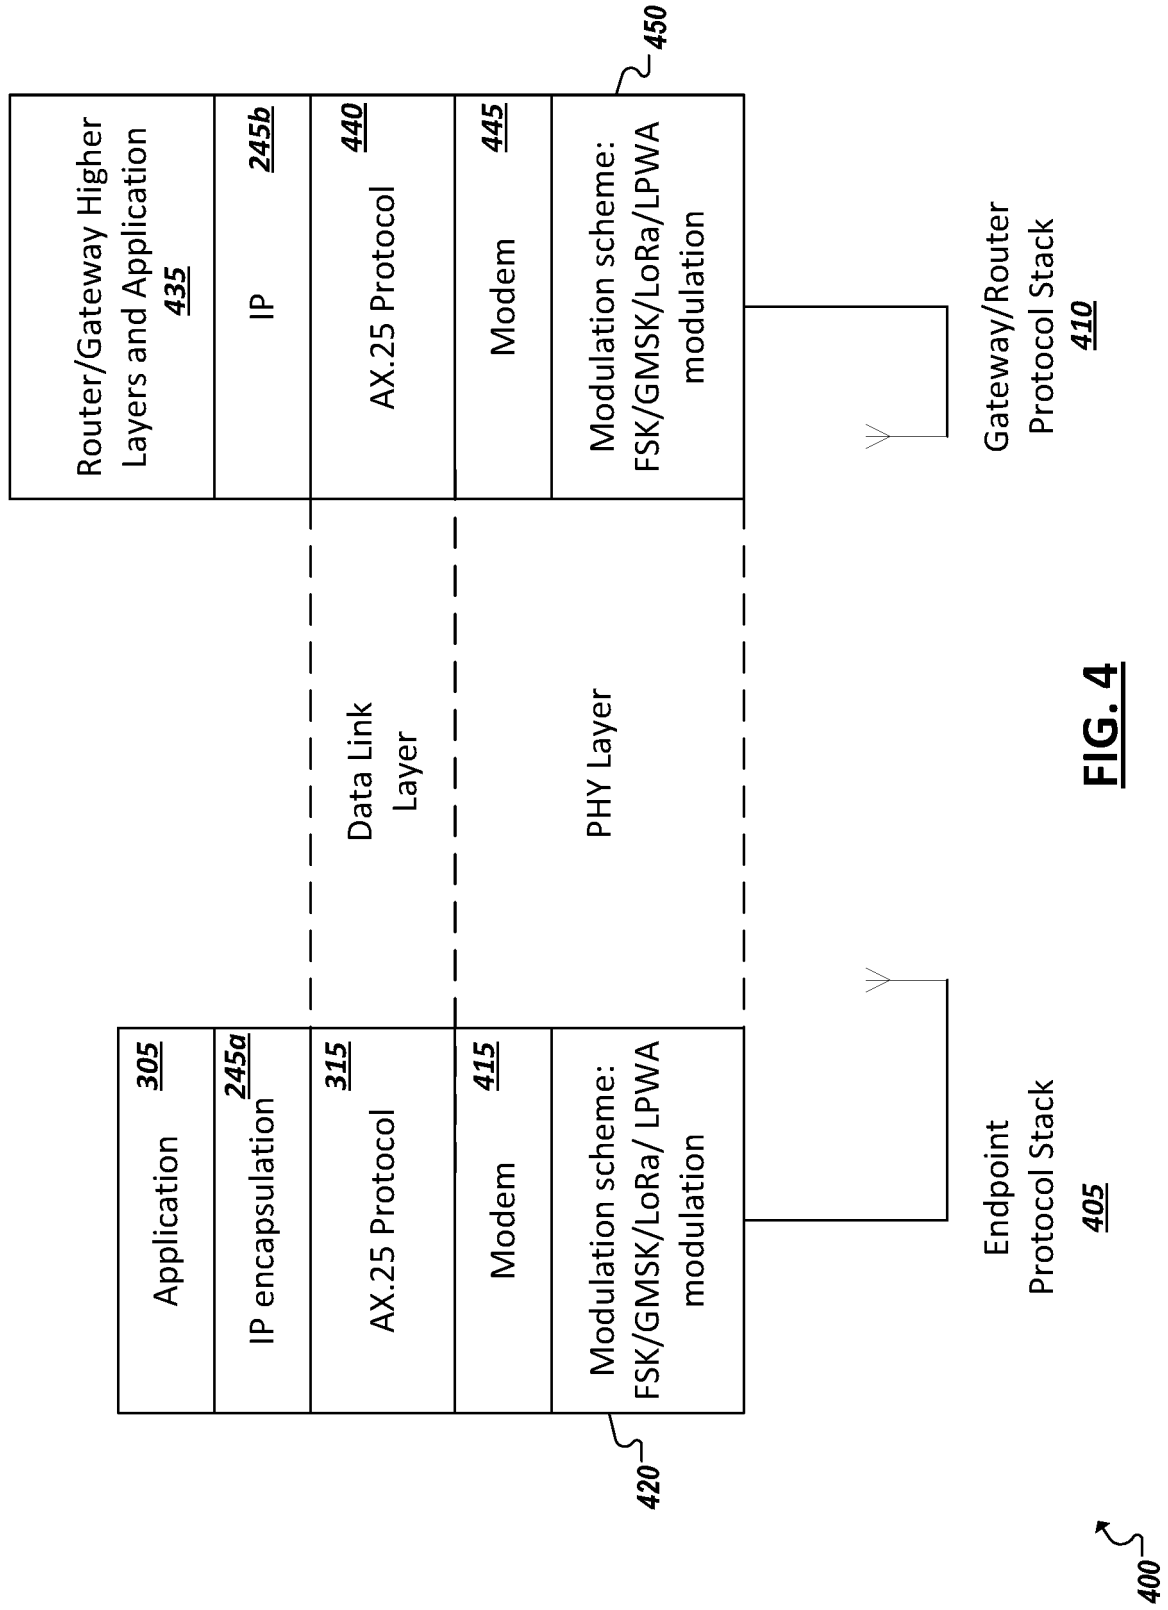 Application
305
IP encapsulation
245a
AX.25 Protocol
315
Modem
415
Modulation scheme:
FSK/GMSK/LoRa/ LPWA
modulation
420
Endpoint
Protocol Stack
405
Data Link
Layer
PHY Layer
Router/Gateway Higher
Layers and Application
435
IP
245b
AX.25 Protocol
440
Modem
445
Modulation scheme:
FSK/GMSK/LoRa/LPWA
modulation
450
Gateway/Router
Protocol Stack
410
400
FIG. 4